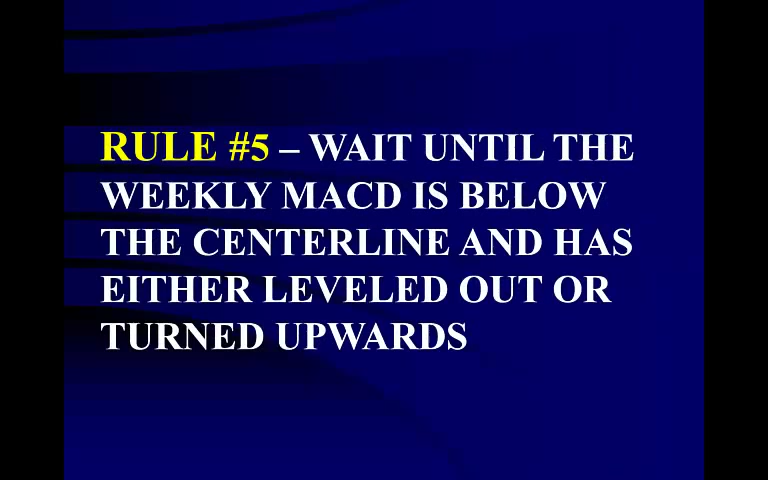 RULE #5 – WAIT UNTIL THE
WEEKLY MACD IS BELOW
THE CENTERLINE AND HAS
EITHER LEVELED OUT OR
TURNED UPWARDS